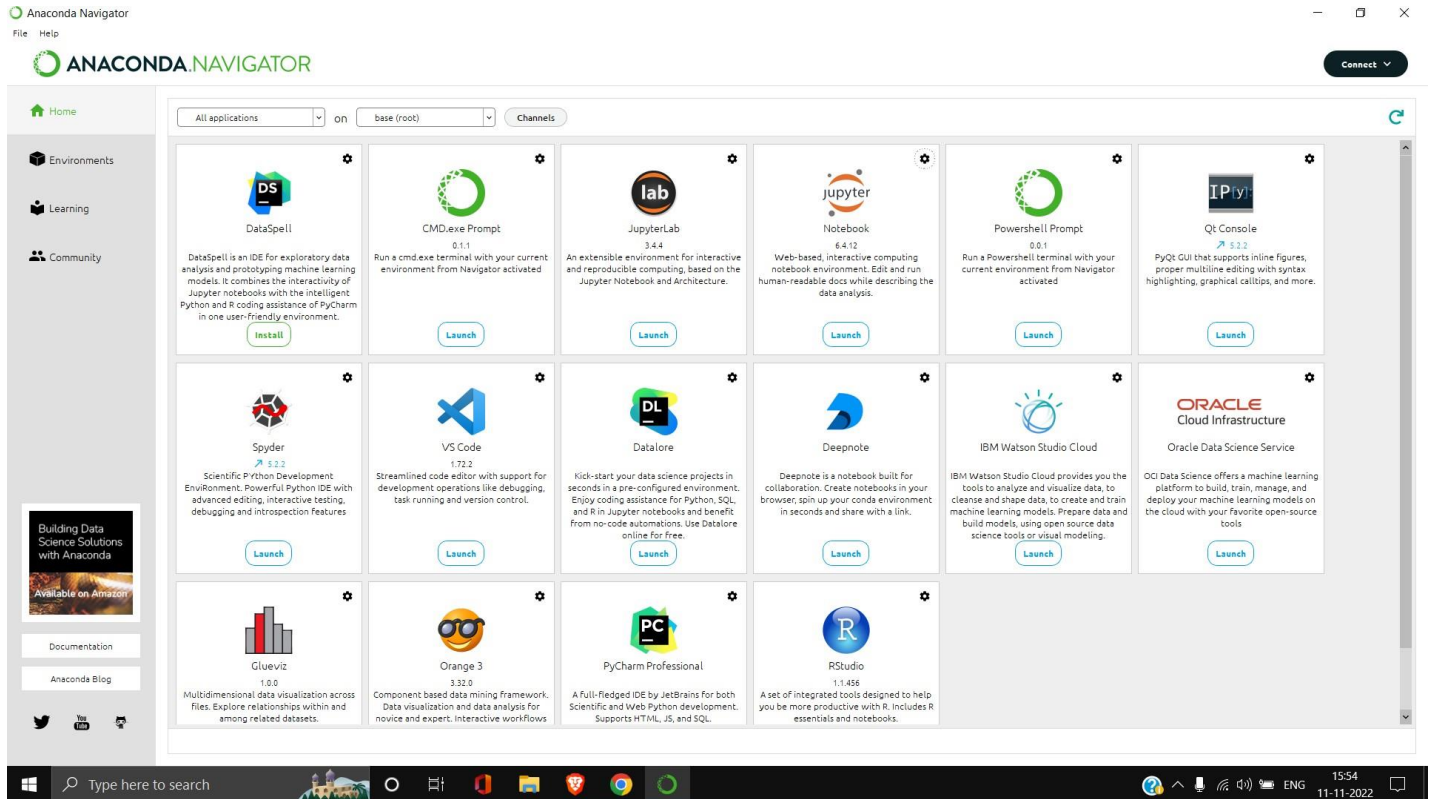 Anaconda Navigator
File Help
ANACONDA.NAVIGATOR
Connect
Home
Environments
Learning
Community
Building Data
Science Solutions
with Anaconda
Available on Amazon
Documentation
Anaconda Blog
You
Tube
All applications on base (root) Channels
DS
DataSpell
DataSpell is an IDE for exploratory data
analysis and prototyping machine learning
models. It combines the interactivity of
Jupyter notebooks with the intelligent
Python and R coding assistance of PyCharm
in one user-friendly environment.
Install
CMD.exe Prompt
0.1.1
Run a cmd.exe terminal with your current
environment from Navigator activated
Launch
lab
JupyterLab
3.4.4
An extensible environment for interactive
and reproducible computing, based on the
Jupyter Notebook and Architecture.
Launch
jupyter
Notebook
6.4.12
Web-based, interactive computing
notebook environment. Edit and run
human-readable docs while describing the
data analysis.
Launch
Powershell Prompt
0.0.1
Run a Powershell terminal with your
current environment from Navigator
activated
Launch
IP[y]:
Qt Console
5.2.2
PyQt GUI that supports inline figures,
proper multiline editing with syntax
highlighting, graphical calltips, and more.
Launch
Spyder
5.2.2
Scientific PYthon Development
EnviRonment. Powerful Python IDE with
advanced editing, interactive testing,
debugging and introspection features
Launch
VS Code
1.72.2
Streamlined code editor with support for
development operations like debugging,
task running and version control.
Launch
DL
Datalore
Kick-start your data science projects in
seconds in a pre-configured environment.
Enjoy coding assistance for Python, SQL,
and R in Jupyter notebooks and benefit
from no-code automations. Use Datalore
online for free.
Launch
Deepnote
Deepnote is a notebook built for
collaboration. Create notebooks in your
browser, spin up your conda environment
in seconds and share with a link.
Launch
IBM Watson Studio Cloud
IBM Watson Studio Cloud provides you the
tools to analyze and visualize data, to
cleanse and shape data, to create and train
machine learning models. Prepare data and
build models, using open source data
science tools or visual modeling.
Launch
ORACLE
Cloud Infrastructure
Oracle Data Science Service
OCI Data Science offers a machine learning
platform to build, train, manage, and
deploy your machine learning models on
the cloud with your favorite open-source
tools
Launch
Glueviz
1.0.0
Multidimensional data visualization across
files. Explore relationships within and
among related datasets.
Orange 3
3.32.0
Component based data mining framework.
Data visualization and data analysis for
novice and expert. Interactive workflows
PC
PyCharm Professional
A full-fledged IDE by JetBrains for both
Scientific and Web Python development.
Supports HTML, JS, and SQL.
R
RStudio
1.1.456
A set of integrated tools designed to help
you be more productive with R. Includes R
essentials and notebooks.
Type here to search
ENG
15:54
11-11-2022